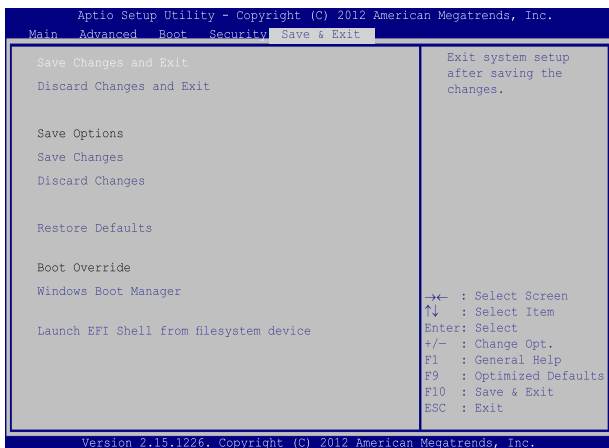 Aptio Setup Utility - Copyright (C) 2012 American Megatrends, Inc.
Main Advanced Boot Security Save & Exit
Save Changes and Exit
Discard Changes and Exit
Save Options
Save Changes
Discard Changes
Restore Defaults
Boot Override
Windows Boot Manager
Launch EFI Shell from filesystem device
Exit system setup
after saving the
changes.
→← : Select Screen
↑↓ : Select Item
Enter: Select
+/— : Change Opt.
F1 : General Help
F9 : Optimized Defaults
F10 : Save & Exit
ESC : Exit
Version 2.15.1226. Copyright (C) 2012 American Megatrends, Inc.